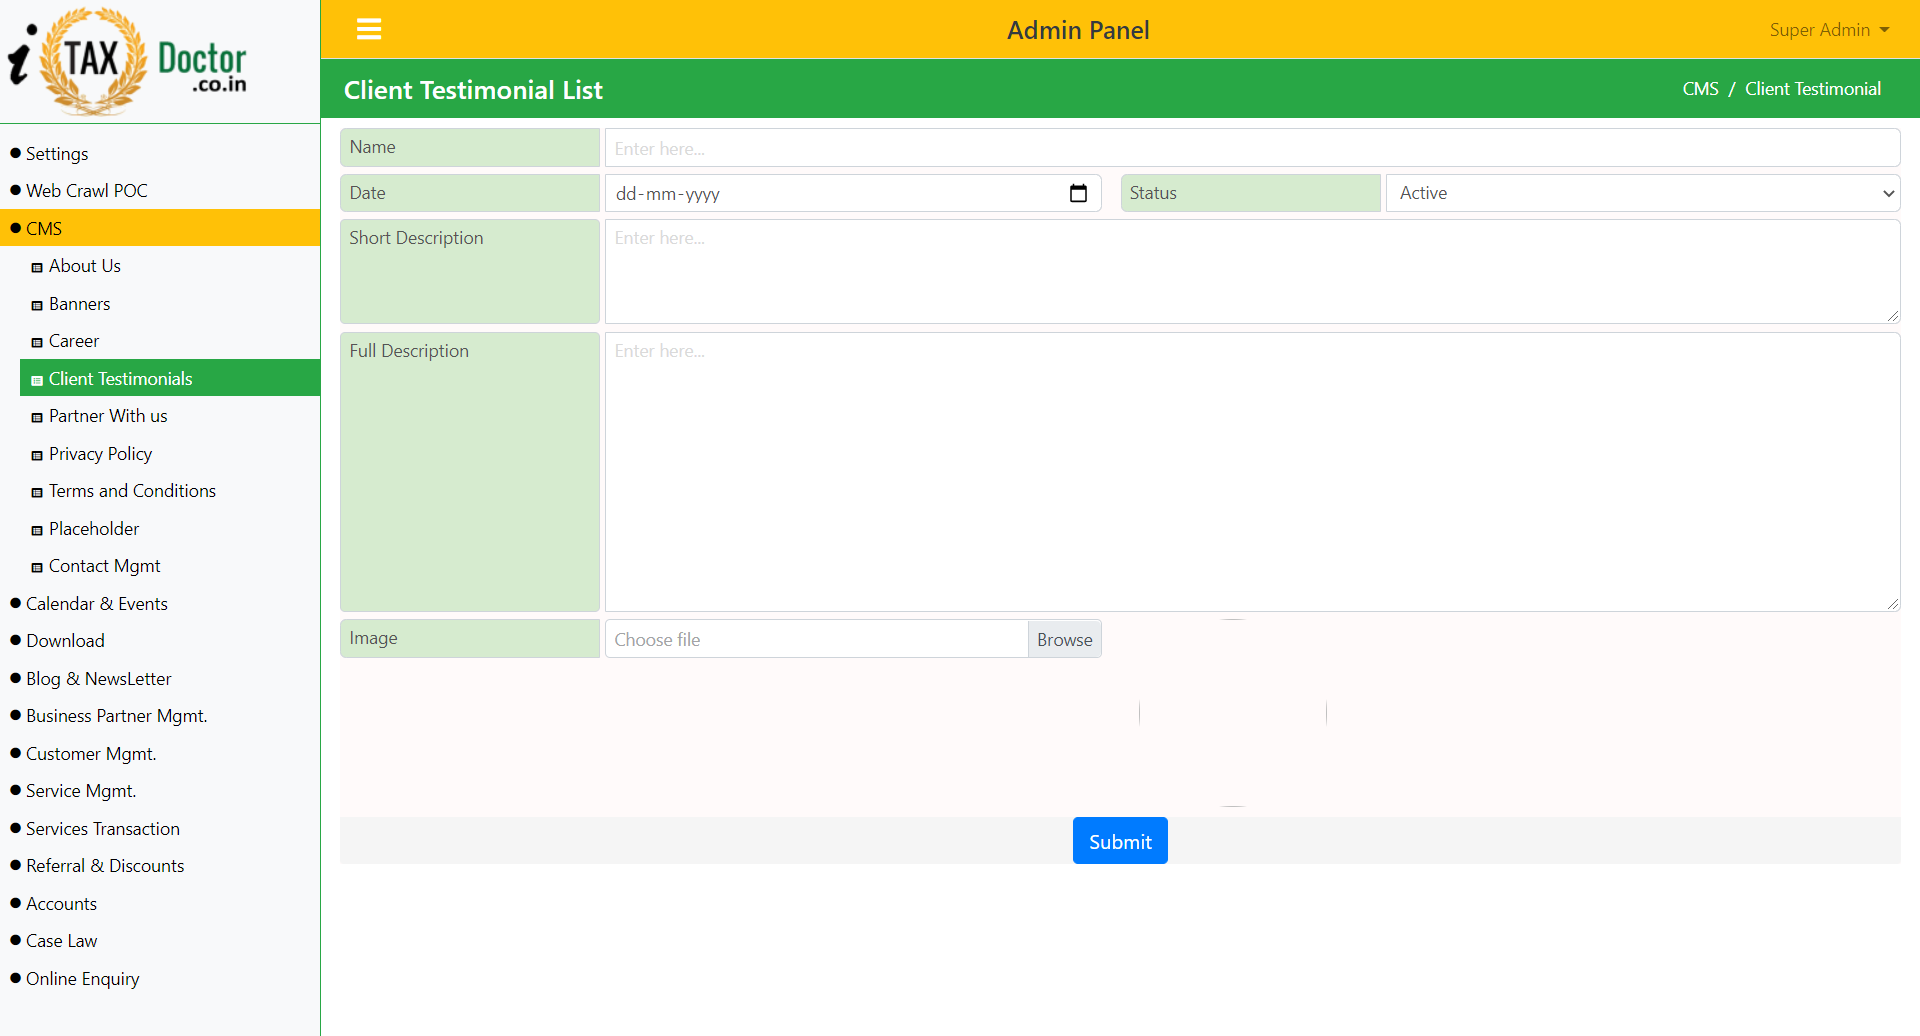 i TAX Doctor
.co.in
Admin Panel
Super Admin
Client Testimonial List
CMS / Client Testimonial
Settings
Web Crawl POC
CMS
About Us
Banners
Career
Client Testimonials
Partner With us
Privacy Policy
Terms and Conditions
Placeholder
Contact Mgmt
Calendar & Events
Download
Blog & NewsLetter
Business Partner Mgmt.
Customer Mgmt.
Service Mgmt.
Services Transaction
Referral & Discounts
Accounts
Case Law
Online Enquiry
Name
Enter here...
Date
dd-mm-yyyy
Status
Active
Short Description
Enter here...
Full Description
Enter here...
Image
Choose file
Browse
Submit